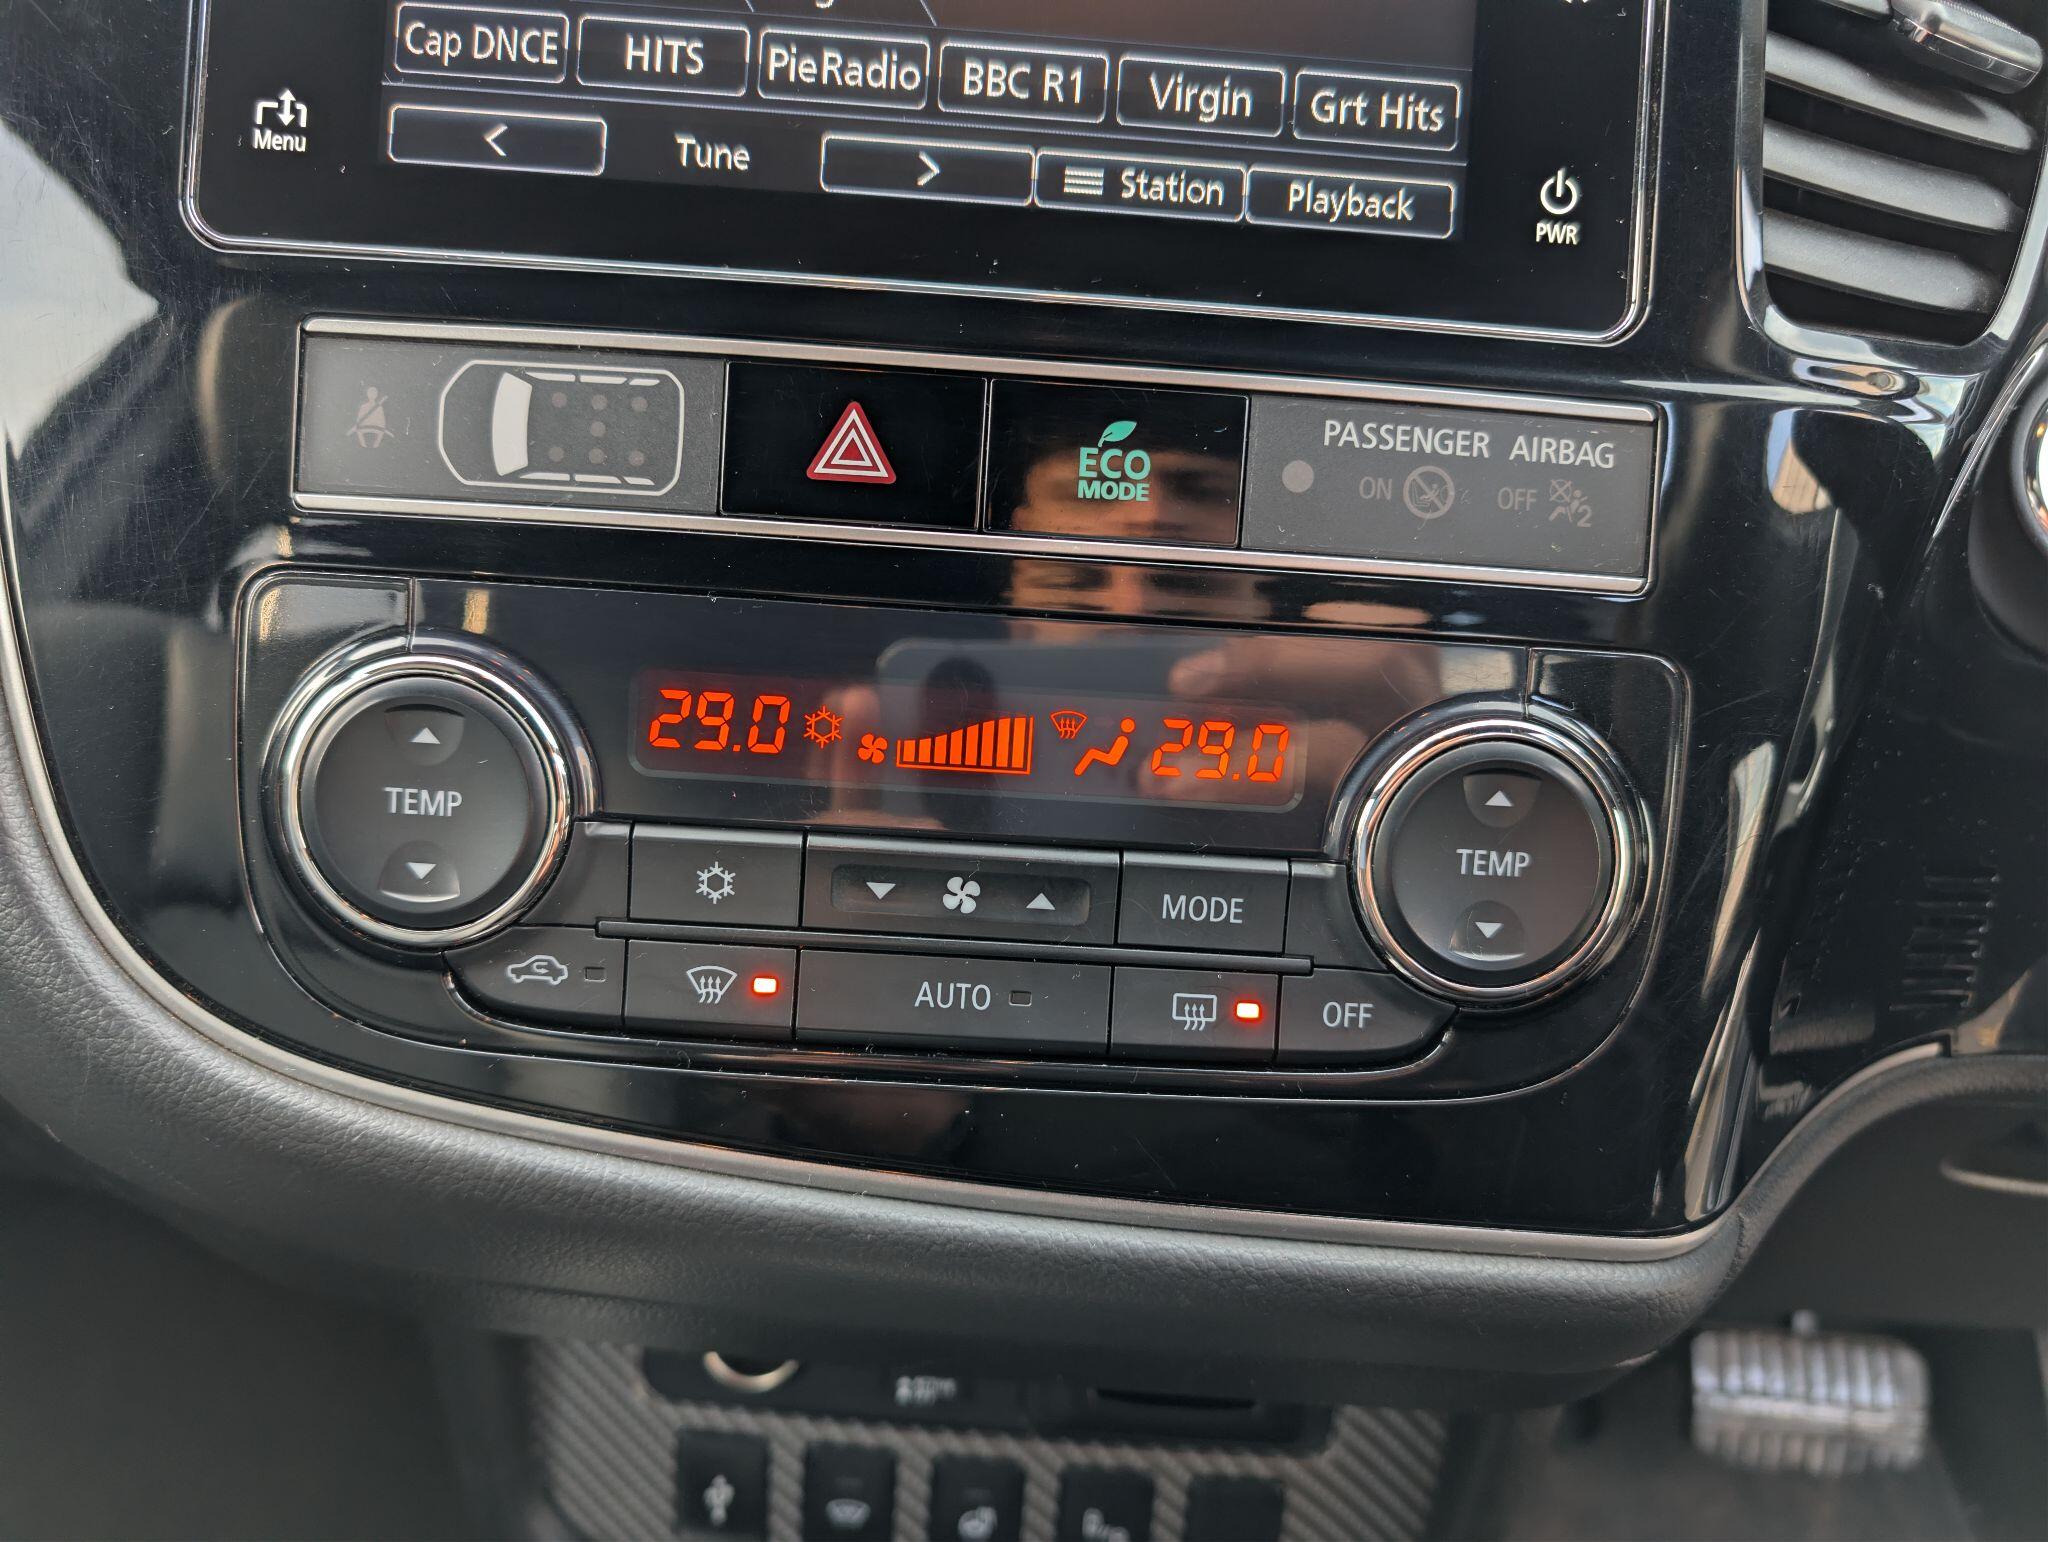 Cap DNCE
HITS
PieRadio
BBC R1
Virgin
Grt Hits
Menu
<
Tune
>
Station
Playback
PWR
ECO
MODE
PASSENGER AIRBAG
ON
OFF
2
29.0
29.0
TEMP
TEMP
MODE
AUTO
OFF